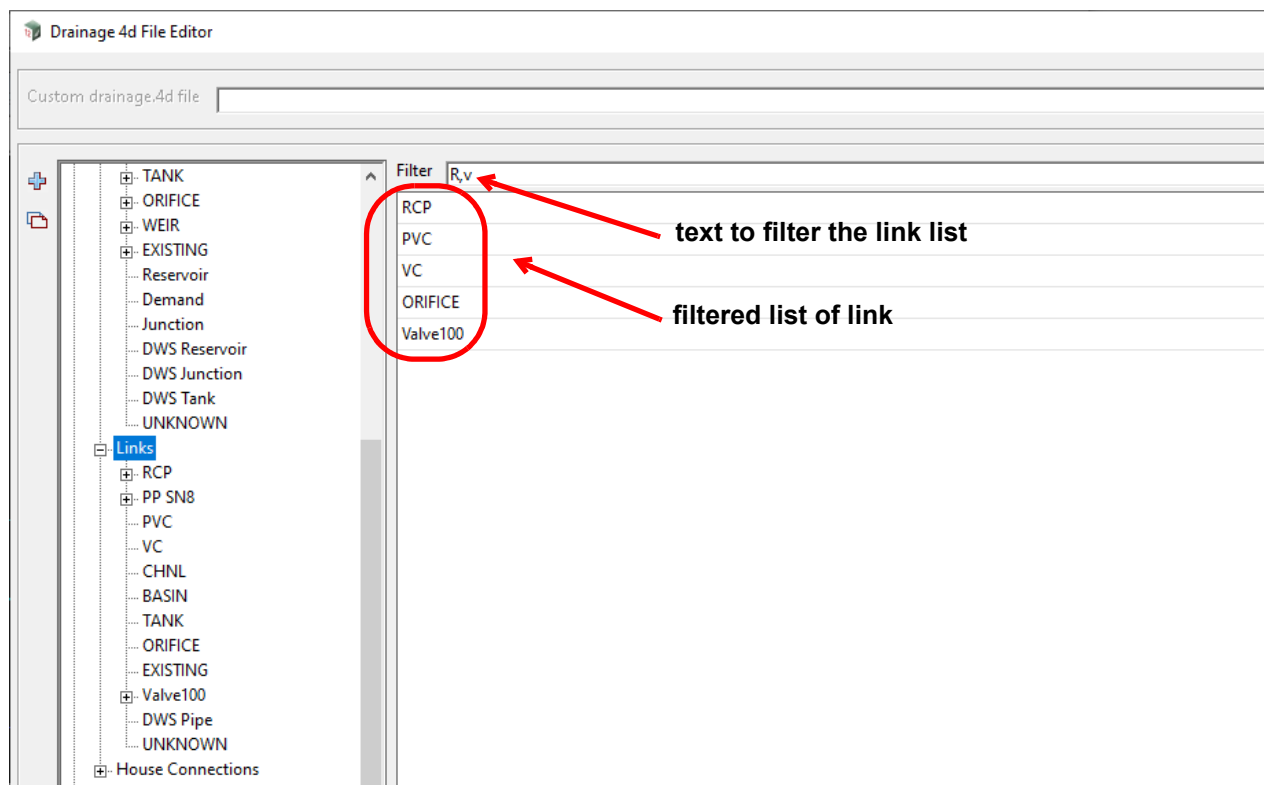 Drainage 4d File Editor
Custom drainage.4d file
TANK
ORIFICE
WEIR
EXISTING
Reservoir
Demand
Junction
DWS Reservoir
DWS Junction
DWS Tank
UNKNOWN
Links
RCP
PP SN8
PVC
VC
CHNL
BASIN
TANK
ORIFICE
EXISTING
Valve100
DWS Pipe
UNKNOWN
House Connections
Filter R,v
RCP
PVC
VC
ORIFICE
Valve100
text to filter the link list
filtered list of link